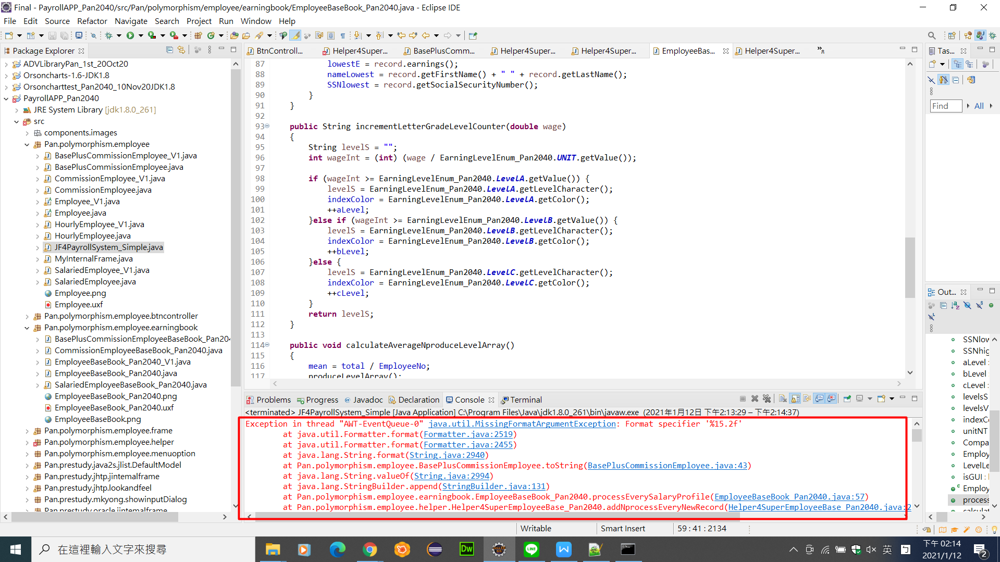 Final - PayrollAPP_Pan2040/src/Pan/polymorphism/employee/earningbook/EmployeeBaseBook_Pan2040.java - Eclipse IDE
File Edit Source Refactor Navigate Search Project Run Window Help
Package Explorer
ADVLibraryPan_1st_20Oct20
Orsoncharts-1.6-JDK1.8
Orsoncharttest_Pan2040_10Nov20JDK1.8
PayrollAPP_Pan2040
JRE System Library [jdk1.8.0_261]
src
components.images
Pan.polymorphism.employee
BasePlusCommissionEmployee_V1.java
BasePlusCommissionEmployee.java
CommissionEmployee_V1.java
CommissionEmployee.java
Employee_V1.java
Employee.java
HourlyEmployee_V1.java
HourlyEmployee.java
JF4PayrollSystem_Simple.java
MyInternalFrame.java
SalariedEmployee_V1.java
SalariedEmployee.java
Employee.png
Employee.uxf
Pan.polymorphism.employee.btncontroller
Pan.polymorphism.employee.earningbook
BasePlusCommissionEmployeeBaseBook_Pan204
CommissionEmployeeBaseBook_Pan2040.java
EmployeeBaseBook_Pan2040_V1.java
EmployeeBaseBook_Pan2040.java
SalariedEmployeeBaseBook_Pan2040.java
EmployeeBaseBook_Pan2040.png
EmployeeBaseBook_Pan2040.uxf
EmployeeBaseBook.png
Pan.polymorphism.employee.frame
Pan.polymorphism.employee.helper
Pan.polymorphism.employee.menuoption
Pan.prestudy.java2s.jlist.DefaultModel
Pan.prestudy.jhtp.jinternalframe
Pan.prestudy.jhtp.lookandfeel
Pan.prestudy.mkyong.showinputDialog
Pan.prestudy.oracle.jinternalframe
BtnControll... Helper4Super... BasePlusComm... Helper4Super... Helper4Super... EmployeeBas... Helper4Super... »8
87 lowestE = record.earnings();
88 nameLowest = record.getFirstName() + " " + record.getLastName();
89 SSNlowest = record.getSocialSecurityNumber();
90 }
91 }
92
93 public String incrementLetterGradeLevelCounter(double wage)
94 {
95 String levelS = "";
96 int wageInt = (int) (wage / EarningLevelEnum_Pan2040.UNIT.getValue());
97
98 if (wageInt >= EarningLevelEnum_Pan2040.LevelA.getValue()) {
99 levelS = EarningLevelEnum_Pan2040.LevelA.getLevelCharacter();
100 indexColor = EarningLevelEnum_Pan2040.LevelA.getColor();
101 ++aLevel;
102 }else if (wageInt >= EarningLevelEnum_Pan2040.LevelB.getValue()) {
103 levelS = EarningLevelEnum_Pan2040.LevelB.getLevelCharacter();
104 indexColor = EarningLevelEnum_Pan2040.LevelB.getColor();
105 ++bLevel;
106 }else {
107 levelS = EarningLevelEnum_Pan2040.LevelC.getLevelCharacter();
108 indexColor = EarningLevelEnum_Pan2040.LevelC.getColor();
109 ++cLevel;
110 }
111 return levelS;
112 }
113
114 public void calculateAverageNproduceLevelArray()
115 {
116 mean = total / EmployeeNo;
117 produceLevelArray();
Problems Progress @ Javadoc Declaration Console Terminal
<terminated> JF4PayrollSystem_Simple [Java Application] C:\Program Files\Java\jdk1.8.0_261\bin\javaw.exe (2021年1月12日 下午2:13:29 – 下午2:14:37)
Exception in thread "AWT-EventQueue-0" java.util.MissingFormatArgumentException: Format specifier '%15.2f'
at java.util.Formatter.format(Formatter.java:2519)
at java.util.Formatter.format(Formatter.java:2455)
at java.lang.String.format(String.java:2940)
at Pan.polymorphism.employee.BasePlusCommissionEmployee.toString(BasePlusCommissionEmployee.java:43)
at java.lang.String.valueOf(String.java:2994)
at java.lang.StringBuilder.append(StringBuilder.java:131)
at Pan.polymorphism.employee.earningbook.EmployeeBaseBook_Pan2040.processEverySalaryProfile(EmployeeBaseBook_Pan2040.java:57)
at Pan.polymorphism.employee.helper.Helper4SuperEmployeeBase_Pan2040.addNprocessEveryNewRecord(Helper4SuperEmployeeBase_Pan2040.java:2
Tas...
Find All
Out...
SSNlow
SSNhig
aLevel :
bLevel
cLevel :
levelsS
levelsV
indexC
unitNT
Compa
Employ
LevelLe
isGUI :
Employ
process
calculat
Writable Smart Insert 59 : 41 : 2134
在這裡輸入文字來搜尋
Dw
LINE
W
英
下午 02:14
2021/1/12
2